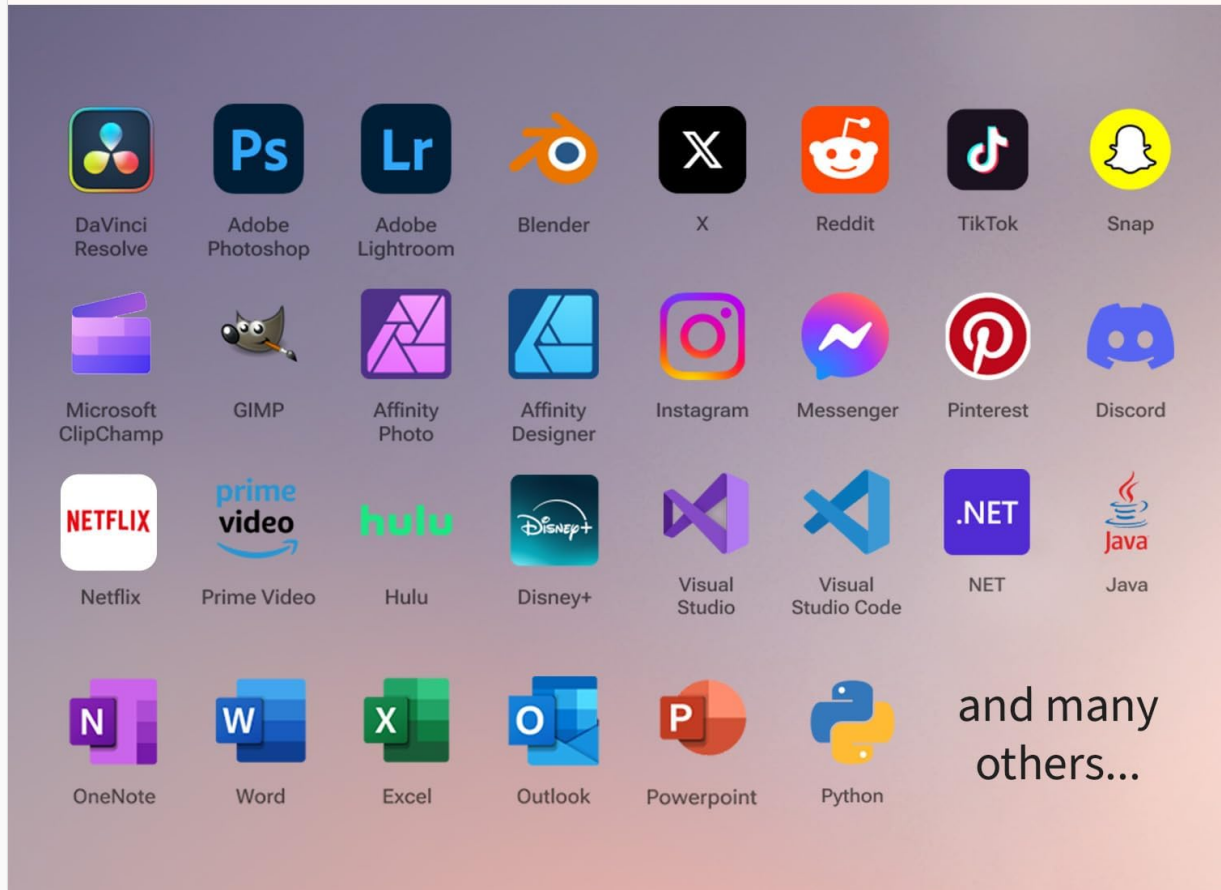 Ps
Lr
X
DaVinci
Resolve
Adobe
Photoshop
Adobe
Lightroom
Blender
X
Reddit
TikTok
Snap
Microsoft
ClipChamp
GIMP
Affinity
Photo
Affinity
Designer
Instagram
Messenger
Pinterest
Discord
NETFLIX
prime
video
hulu
Disney+
.NET
Java
Netflix
Prime Video
Hulu
Disney+
Visual
Studio
Visual
Studio Code
NET
Java
N
W
X
O
P
and many
others...
OneNote
Word
Excel
Outlook
Powerpoint
Python